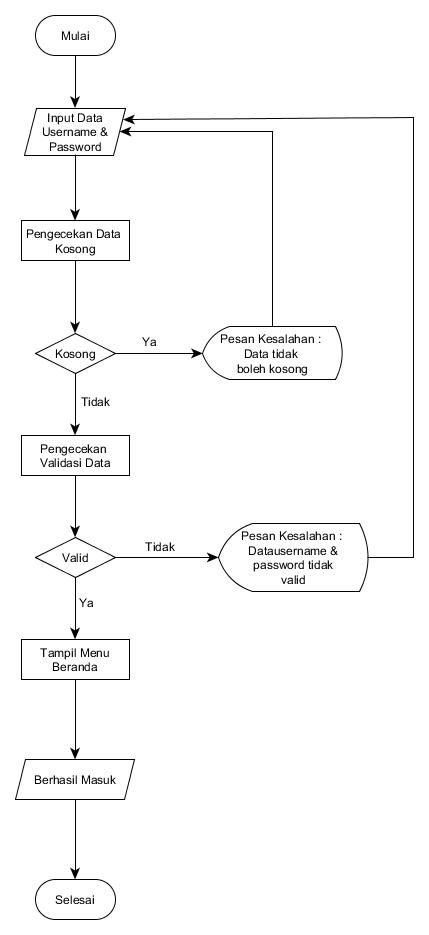 Mulai
Input Data
Username &
Password
Pengecekan Data
Kosong
Kosong
Ya
Pesan Kesalahan :
Data tidak
boleh kosong
Tidak
Pengecekan
Validasi Data
Valid
Tidak
Pesan Kesalahan :
Datausername &
password tidak
valid
Ya
Tampil Menu
Beranda
Berhasil Masuk
Selesai